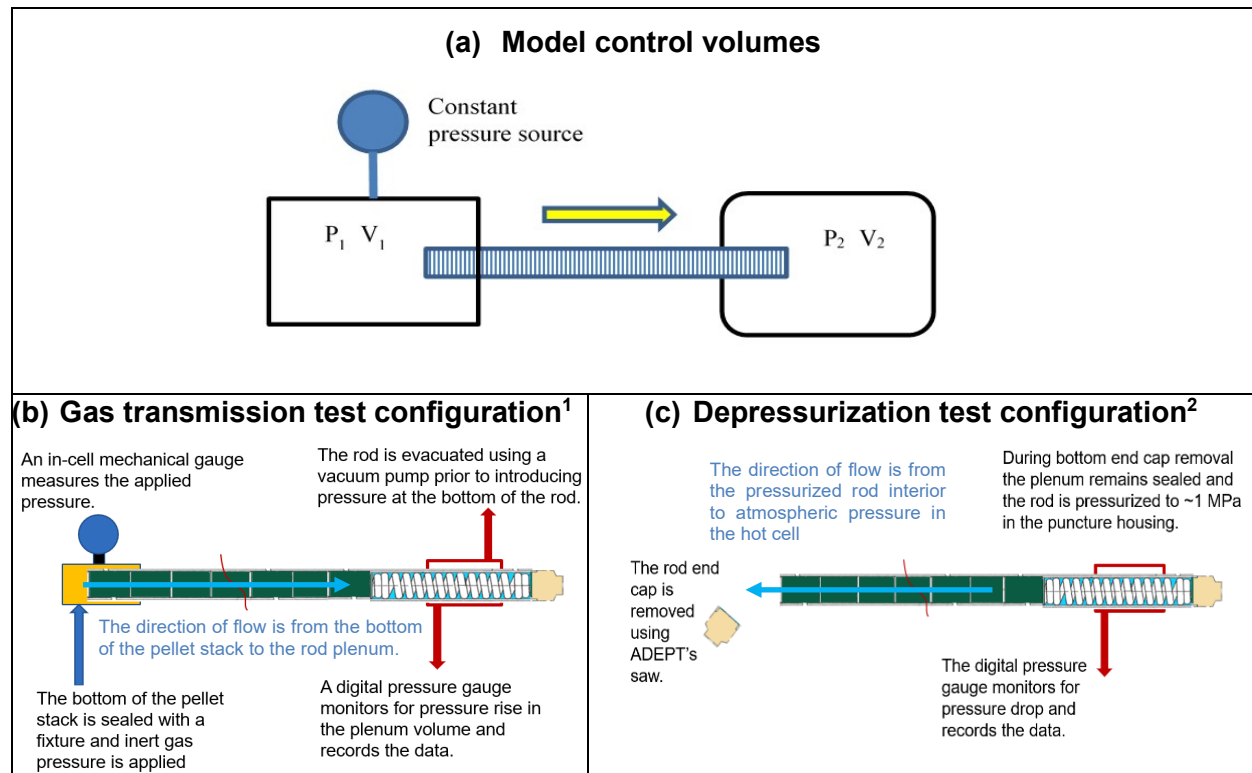 (a) Model control volumes
Constant
pressure source
P1 V1
P2 V2
(b) Gas transmission test configuration1
An in-cell mechanical gauge
measures the applied
pressure.
The rod is evacuated using a
vacuum pump prior to introducing
pressure at the bottom of the rod.
The direction of flow is from the bottom
of the pellet stack to the rod plenum.
The bottom of the pellet
stack is sealed with a
fixture and inert gas
pressure is applied
A digital pressure gauge
monitors for pressure rise in
the plenum volume and
records the data.
(c) Depressurization test configuration2
The direction of flow is from
the pressurized rod interior
to atmospheric pressure in
the hot cell
During bottom end cap removal
the plenum remains sealed and
the rod is pressurized to ~1 MPa
in the puncture housing.
The rod end
cap is
removed
using
ADEPT’s
saw.
The digital pressure
gauge monitors for
pressure drop and
records the data.